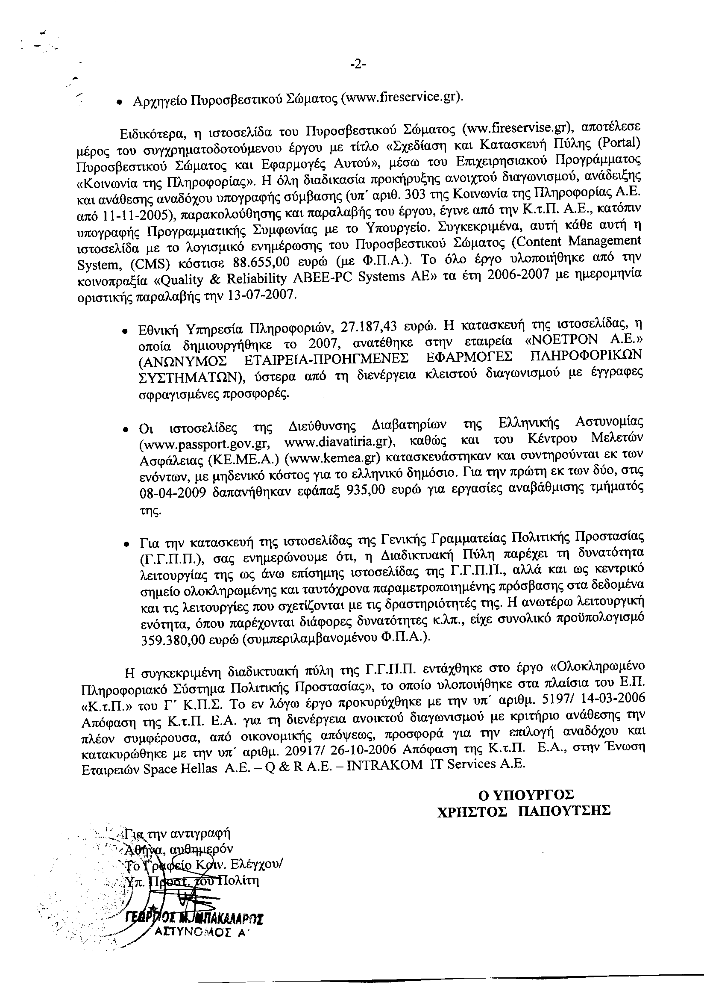 -2-
• Αρχηγείο Πυροσβεστικού Σώματος (www.fireservice.gr).
Ειδικότερα, η ιστοσελίδα του Πυροσβεστικού Σώματος (ww.fireservise.gr), αποτέλεσε
μέρος του συγχρηματοδοτούμενου έργου με τίτλο «Σχεδίαση και Κατασκευή Πύλης (Portal)
Πυροσβεστικού Σώματος και Εφαρμογές Αυτού», μέσω του Επιχειρησιακού Προγράμματος
«Κοινωνία της Πληροφορίας». Η όλη διαδικασία προκήρυξης ανοιχτού διαγωνισμού, ανάδειξης
και ανάθεσης αναδόχου υπογραφής σύμβασης (υπ΄ αριθ. 303 της Κοινωνία της Πληροφορίας Α.Ε.
από 11-11-2005), παρακολούθησης και παραλαβής του έργου, έγινε από την Κ.τ.Π. Α.Ε., κατόπιν
υπογραφής Προγραμματικής Συμφωνίας με το Υπουργείο. Συγκεκριμένα, αυτή κάθε αυτή η
ιστοσελίδα με το λογισμικό ενημέρωσης του Πυροσβεστικού Σώματος (Content Management
System, (CMS) κόστισε 88.655,00 ευρώ (με Φ.Π.Α.). Το όλο έργο υλοποιήθηκε από την
κοινοπραξία «Quality & Reliability ΑΒΕΕ-PC Systems ΑΕ» τα έτη 2006-2007 με ημερομηνία
οριστικής παραλαβής την 13-07-2007.
• Εθνική Υπηρεσία Πληροφοριών, 27.187,43 ευρώ. Η κατασκευή της ιστοσελίδας, η
οποία δημιουργήθηκε το 2007, ανατέθηκε στην εταιρεία «ΝΟΕΤΡΟΝ Α.Ε.»
(ΑΝΩΝΥΜΟΣ ΕΤΑΙΡΕΙΑ-ΠΡΟΗΓΜΕΝΕΣ ΕΦΑΡΜΟΓΕΣ ΠΛΗΡΟΦΟΡΙΚΩΝ
ΣΥΣΤΗΜΑΤΩΝ), ύστερα από τη διενέργεια κλειστού διαγωνισμού με έγγραφες
σφραγισμένες προσφορές.
• Οι ιστοσελίδες της Διεύθυνσης Διαβατηρίων της Ελληνικής Αστυνομίας
(www.passport.gov.gr, www.diavatiria.gr), καθώς και του Κέντρου Μελετών
Ασφάλειας (ΚΕ.ΜΕ.Α.) (www.kemea.gr) κατασκευάστηκαν και συντηρούνται εκ των
ενόντων, με μηδενικό κόστος για το ελληνικό δημόσιο. Για την πρώτη εκ των δύο, στις
08-04-2009 δαπανήθηκαν εφάπαξ 935,00 ευρώ για εργασίες αναβάθμισης τμήματός
της.
• Για την κατασκευή της ιστοσελίδας της Γενικής Γραμματείας Πολιτικής Προστασίας
(Γ.Γ.Π.Π.), σας ενημερώνουμε ότι, η Διαδικτυακή Πύλη παρέχει τη δυνατότητα
λειτουργίας της ως άνω επίσημης ιστοσελίδας της Γ.Γ.Π.Π., αλλά και ως κεντρικό
σημείο ολοκληρωμένης και ταυτόχρονα παραμετροποιημένης πρόσβασης στα δεδομένα
και τις λειτουργίες που σχετίζονται με τις δραστηριότητές της. Η ανωτέρω λειτουργική
ενότητα, όπου παρέχονται διάφορες δυνατότητες κ.λπ., είχε συνολικό προϋπολογισμό
359.380,00 ευρώ (συμπεριλαμβανομένου Φ.Π.Α.).
Η συγκεκριμένη διαδικτυακή πύλη της Γ.Γ.Π.Π. εντάχθηκε στο έργο «Ολοκληρωμένο
Πληροφοριακό Σύστημα Πολιτικής Προστασίας», το οποίο υλοποιήθηκε στα πλαίσια του Ε.Π.
«Κ.τ.Π.» του Γ΄ Κ.Π.Σ. Το εν λόγω έργο προκυρύχθηκε με την υπ΄ αριθμ. 5197/ 14-03-2006
Απόφαση της Κ.τ.Π. Ε.Α. για τη διενέργεια ανοικτού διαγωνισμού με κριτήριο ανάθεσης την
πλέον συμφέρουσα, από οικονομικής απόψεως, προσφορά για την επιλογή αναδόχου και
κατακυρώθηκε με την υπ΄ αριθμ. 20917/ 26-10-2006 Απόφαση της Κ.τ.Π. Ε.Α., στην Ένωση
Εταιρειών Space Hellas Α.Ε. – Q & R Α.Ε. – INTRAKOM IT Services Α.Ε.
Ο ΥΠΟΥΡΓΟΣ
ΧΡΗΣΤΟΣ ΠΑΠΟΥΤΣΗΣ
Για την αντιγραφή
Αθήνα, αυθημερόν
Το Γραφείο Κοιν. Ελέγχου/
Υπ. Προστ. του Πολίτη
ΓΕΩΡΓΙΟΣ Μ. ΜΠΑΚΑΛΑΡΟΣ
ΑΣΤΥΝΟΜΟΣ Α΄